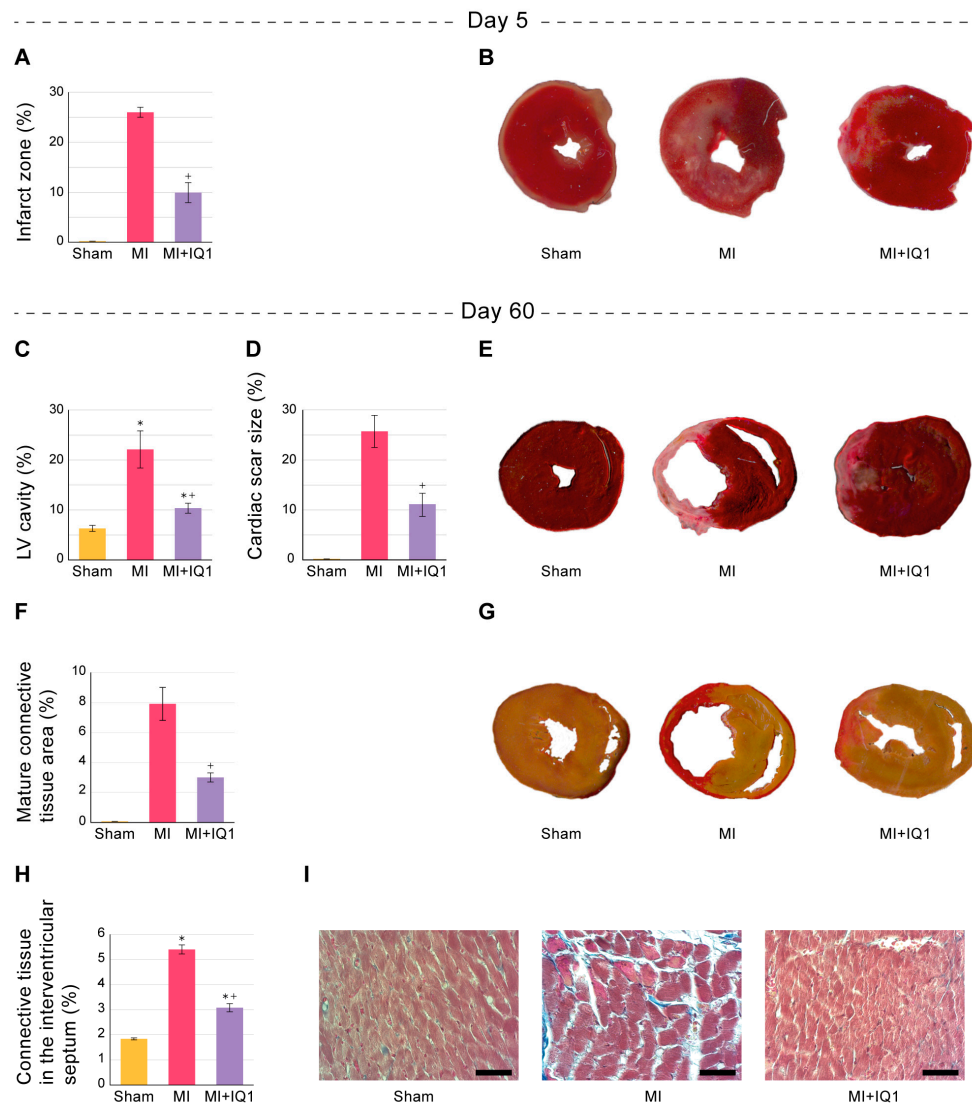 Day 5
A
Infarct zone (%)
30
20
10
0
Sham
MI
MI+IQ1
+
B
Sham
MI
MI+IQ1
Day 60
C
LV cavity (%)
30
20
10
0
*
*+
Sham
MI
MI+IQ1
D
Cardiac scar size (%)
30
20
10
0
+
Sham
MI
MI+IQ1
E
Sham
MI
MI+IQ1
F
Mature connective
tissue area (%)
10
8
6
4
2
0
+
Sham
MI
MI+IQ1
G
Sham
MI
MI+IQ1
H
Connective tissue
in the interventricular
septum (%)
6
5
4
3
2
1
0
*
*+
Sham
MI
MI+IQ1
I
Sham
MI
MI+IQ1